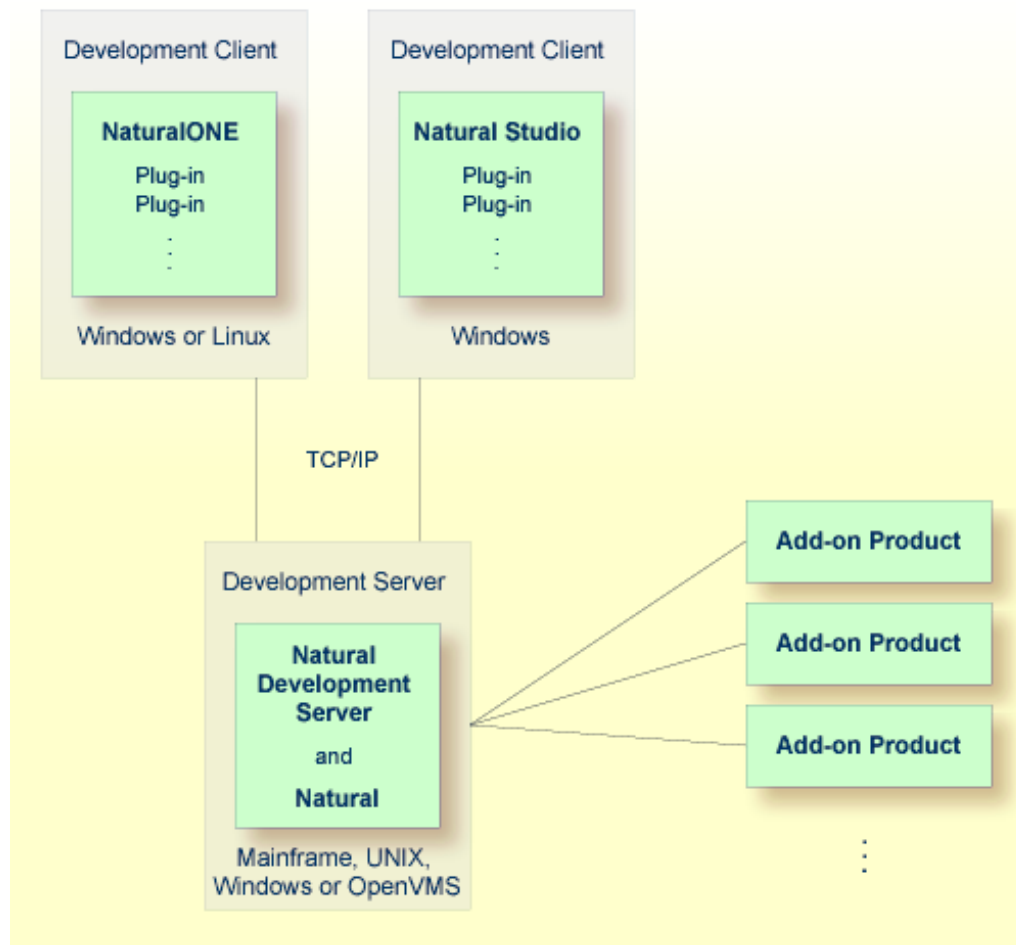 Development Client
NaturalONE
Plug-in
Plug-in
Windows or Linux
Development Client
Natural Studio
Plug-in
Plug-in
Windows
TCP/IP
Development Server
Natural
Development
Server
and
Natural
Mainframe, UNIX,
Windows or OpenVMS
Add-on Product
Add-on Product
Add-on Product